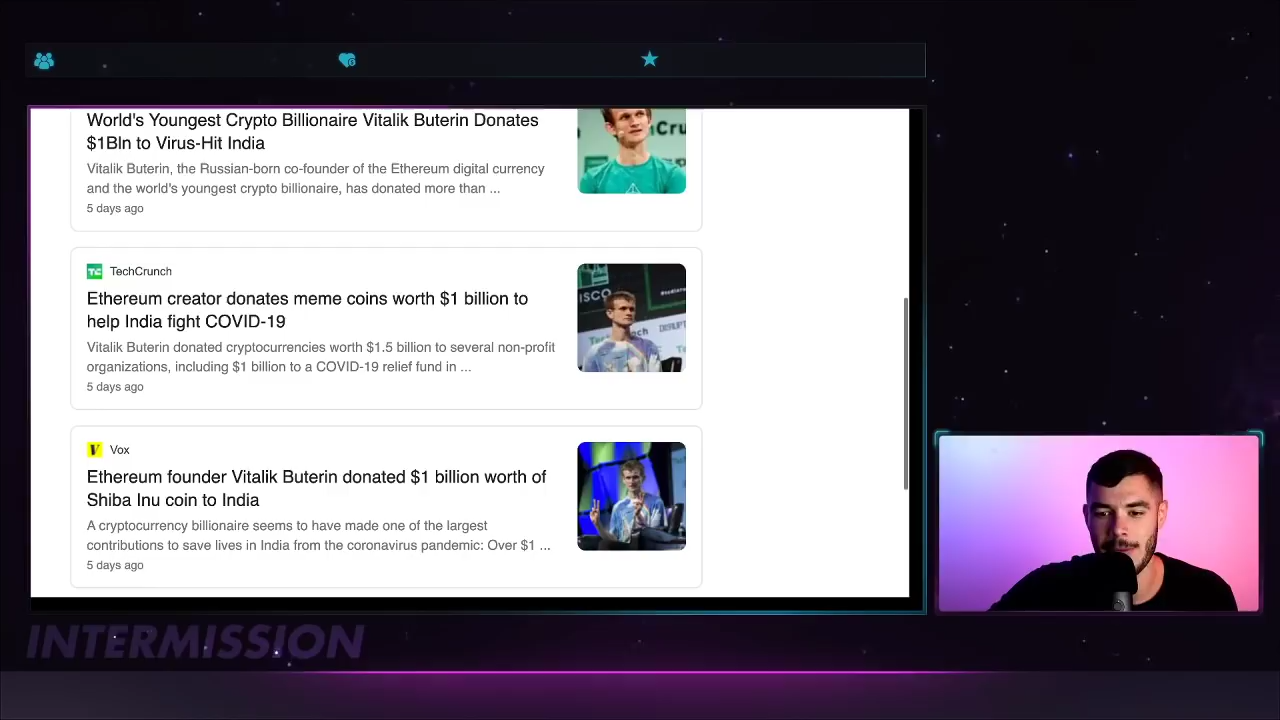 World's Youngest Crypto Billionaire Vitalik Buterin Donates
$1Bln to Virus-Hit India
Vitalik Buterin, the Russian-born co-founder of the Ethereum digital currency
and the world's youngest crypto billionaire, has donated more than ...
5 days ago
TechCrunch
Ethereum creator donates meme coins worth $1 billion to
help India fight COVID-19
Vitalik Buterin donated cryptocurrencies worth $1.5 billion to several non-profit
organizations, including $1 billion to a COVID-19 relief fund in ...
5 days ago
Vox
Ethereum founder Vitalik Buterin donated $1 billion worth of
Shiba Inu coin to India
A cryptocurrency billionaire seems to have made one of the largest
contributions to save lives in India from the coronavirus pandemic: Over $1 ...
5 days ago
INTERMISSION